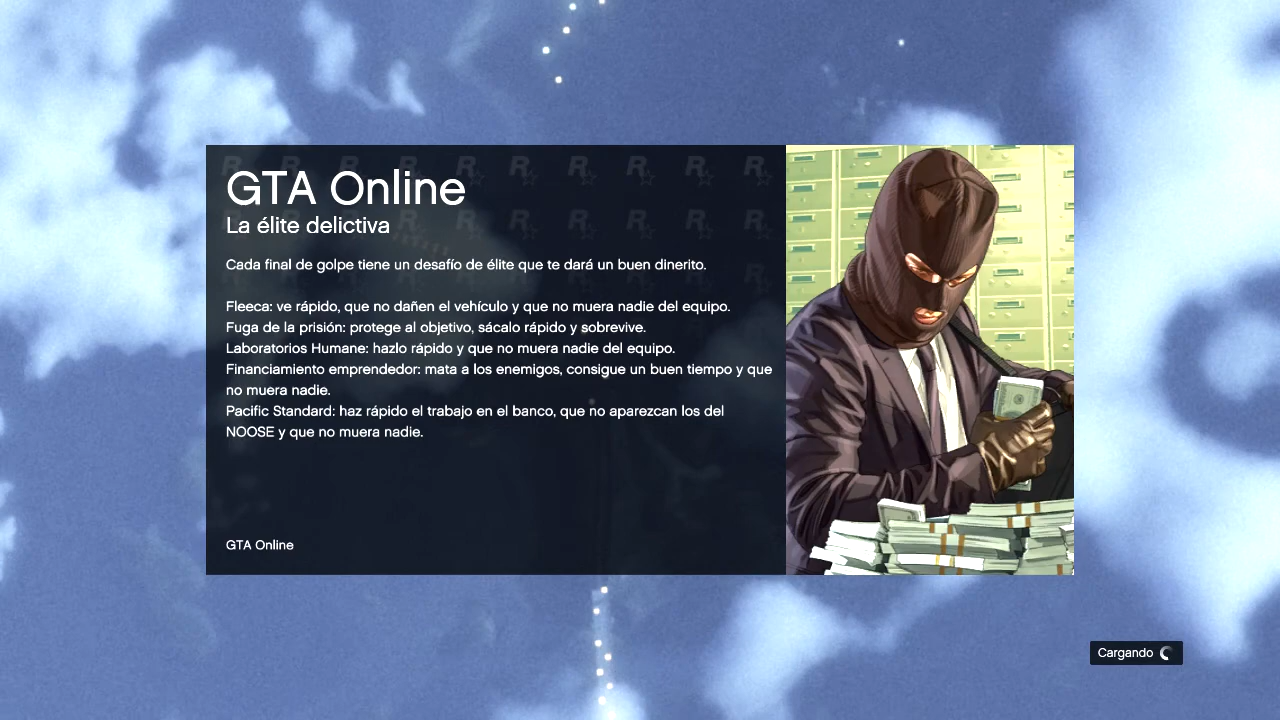 GTA Online
La élite delictiva
Cada final de golpe tiene un desafío de élite que te dará un buen dinerito.
Fleeca: ve rápido, que no dañen el vehículo y que no muera nadie del equipo.
Fuga de la prisión: protege al objetivo, sácalo rápido y sobrevive.
Laboratorios Humane: hazlo rápido y que no muera nadie del equipo.
Financiamiento emprendedor: mata a los enemigos, consigue un buen tiempo y que
no muera nadie.
Pacific Standard: haz rápido el trabajo en el banco, que no aparezcan los del
NOOSE y que no muera nadie.
GTA Online
Cargando